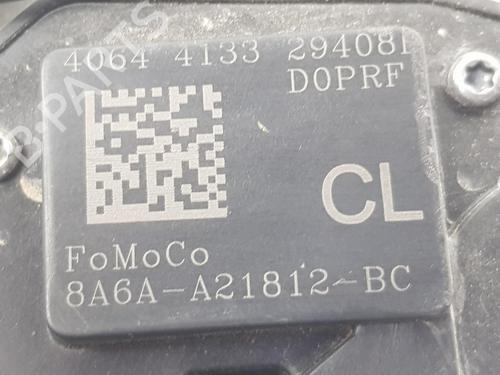 4064 4133 294081
D0PRF
CL
FoMoCo
8A6A-A21812-BC
B-PARTS